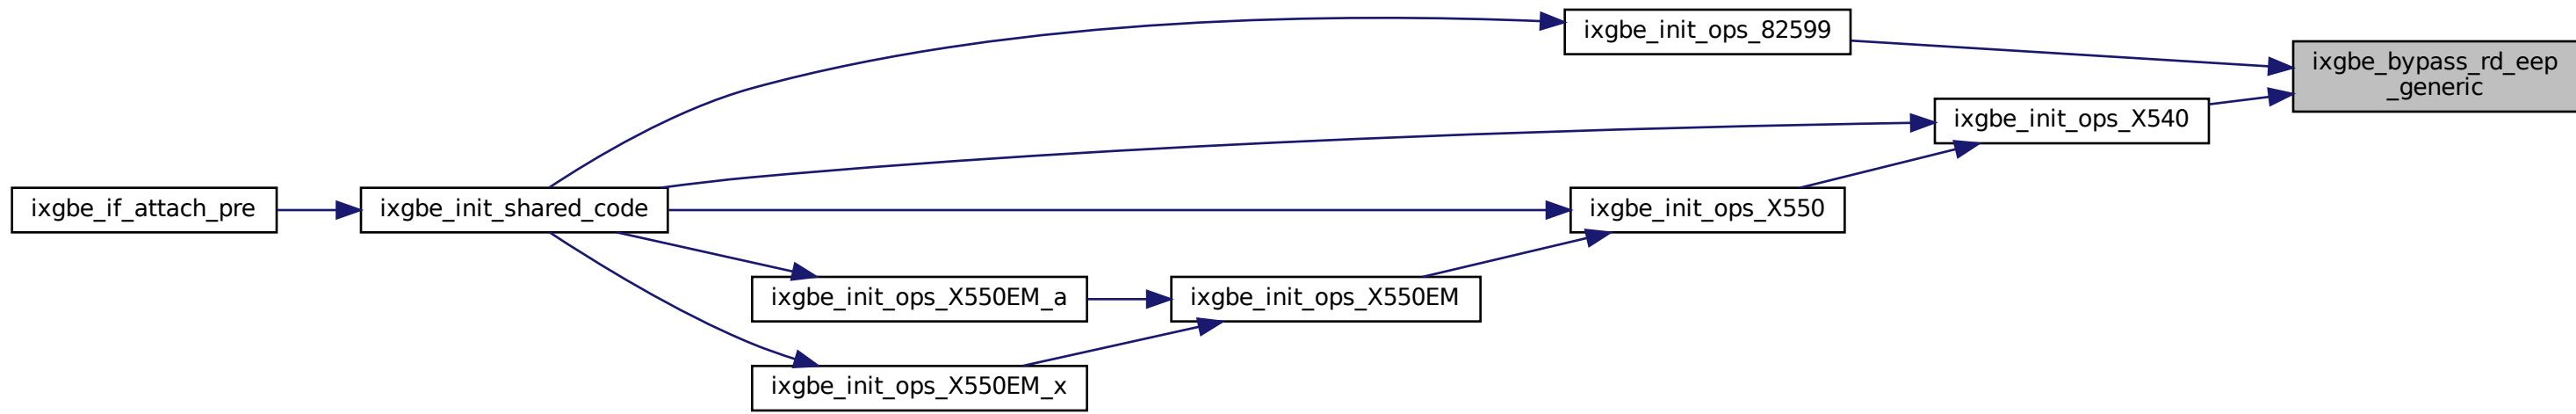 ixgbe_init_ops_82599
ixgbe_bypass_rd_eep
_generic
ixgbe_init_ops_X540
ixgbe_if_attach_pre
ixgbe_init_shared_code
ixgbe_init_ops_X550
ixgbe_init_ops_X550EM_a
ixgbe_init_ops_X550EM
ixgbe_init_ops_X550EM_x